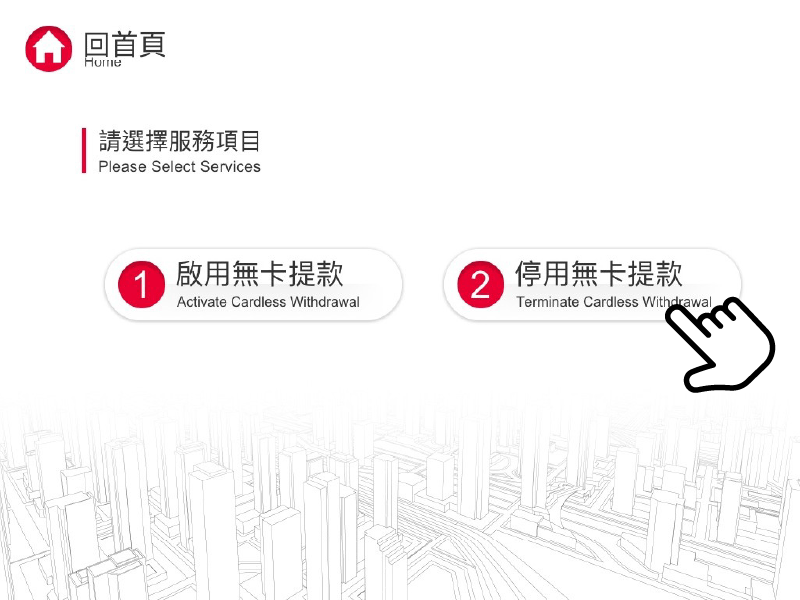 回首頁
Home
請選擇服務項目
Please Select Services
1 啟用無卡提款
Activate Cardless Withdrawal
2 停用無卡提款
Terminate Cardless Withdrawal